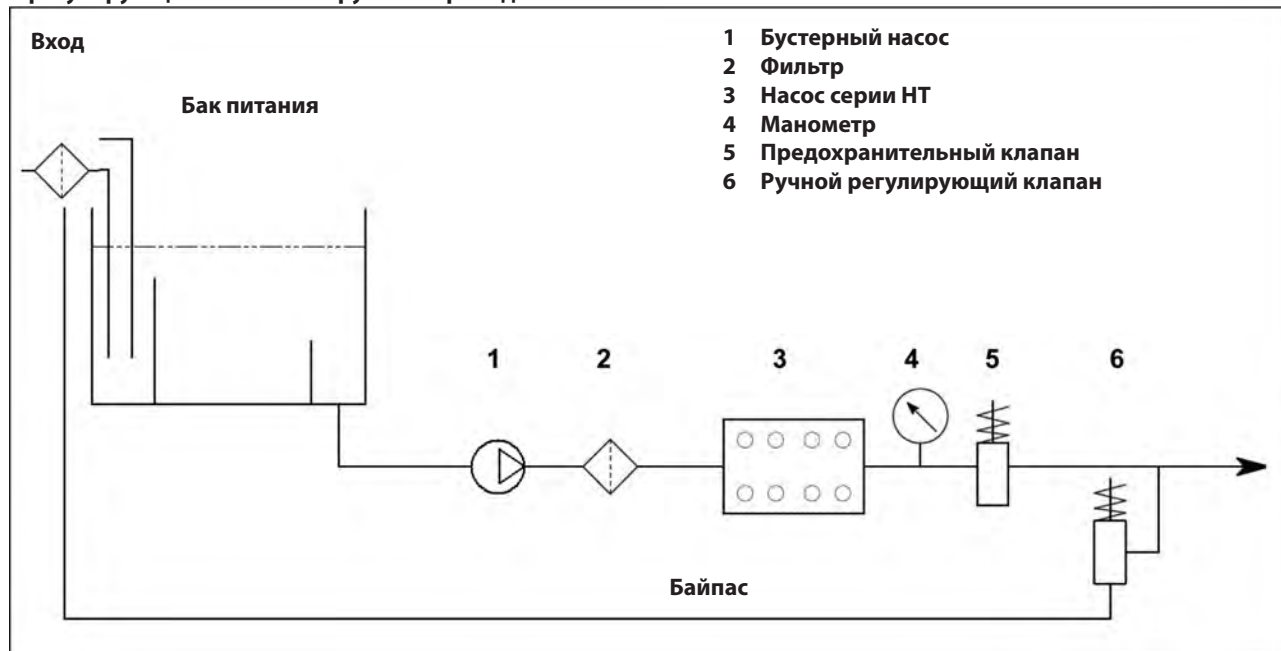 Вход
Бак питания
1 Бустерный насос
2 Фильтр
3 Насос серии НТ
4 Манометр
5 Предохранительный клапан
6 Ручной регулирующий клапан
1 2 3 4 5 6
Байпас